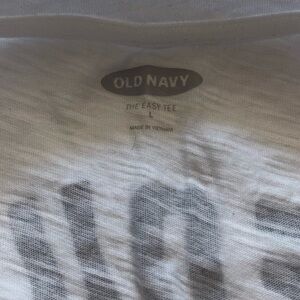 OLD NAVY
THE EASY TEE
L
MADE IN VIETNAM